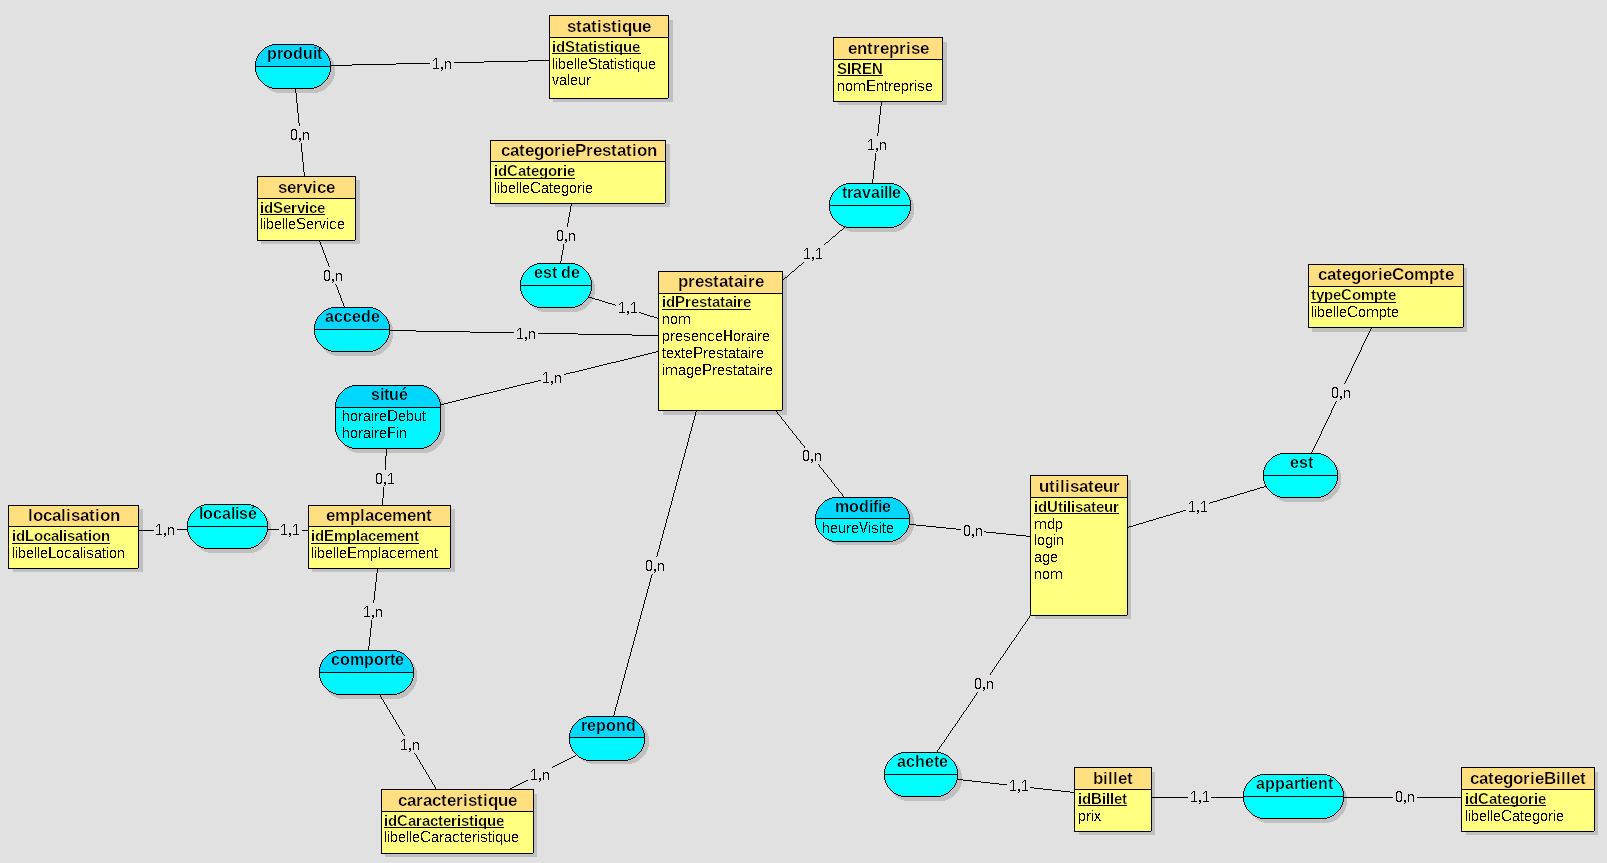 statistique
idStatistique
libelleStatistique
valeur
produit
1,n
0,n
entreprise
SIREN
nomEntreprise
1,n
travaille
1,1
categoriePrestation
idCategorie
libelleCategorie
0,n
est de
1,1
service
idService
libelleService
0,n
accede
1,n
prestataire
idPrestataire
nom
presenceHoraire
textePrestataire
imagePrestataire
categorieCompte
typeCompte
libelleCompte
0,n
est
1,1
situé
horaireDebut
horaireFin
1,n
0,1
localisation
idLocalisation
libelleLocalisation
1,n
localisé
1,1
emplacement
idEmplacement
libelleEmplacement
0,n
modifie
heureVisite
0,n
utilisateur
idUtilisateur
mdp
login
age
nom
1,n
comporte
1,n
0,n
repond
1,n
caracteristique
idCaracteristique
libelleCaracteristique
0,n
achete
1,1
billet
idBillet
prix
1,1
appartient
0,n
categorieBillet
idCategorie
libelleCategorie